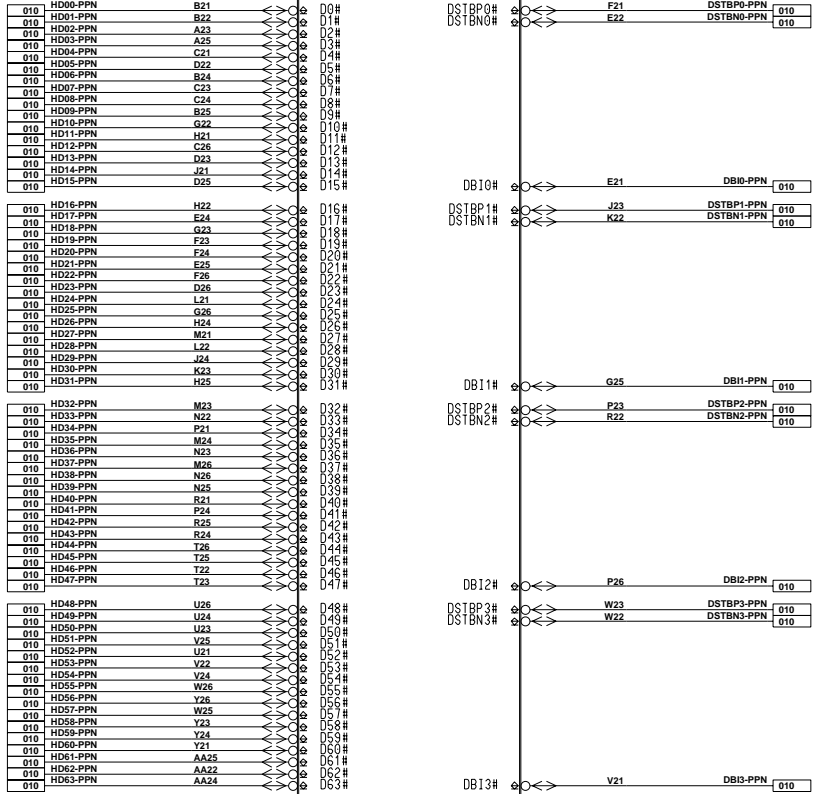 010 HD00-PPN B21 D0# DSTBP0# F21 DSTBP0-PPN 010
010 HD01-PPN B22 D1# DSTBN0# E22 DSTBN0-PPN 010
010 HD02-PPN A23 D2#
010 HD03-PPN A25 D3#
010 HD04-PPN C21 D4#
010 HD05-PPN D22 D5#
010 HD06-PPN B24 D6#
010 HD07-PPN C23 D7#
010 HD08-PPN C24 D8#
010 HD09-PPN B25 D9#
010 HD10-PPN G22 D10#
010 HD11-PPN H21 D11#
010 HD12-PPN C26 D12#
010 HD13-PPN D23 D13#
010 HD14-PPN J21 D14#
010 HD15-PPN D25 D15# DBI0# E21 DBI0-PPN 010
010 HD16-PPN H22 D16# DSTBP1# J23 DSTBP1-PPN 010
010 HD17-PPN E24 D17# DSTBN1# K22 DSTBN1-PPN 010
010 HD18-PPN G23 D18#
010 HD19-PPN F23 D19#
010 HD20-PPN F24 D20#
010 HD21-PPN E25 D21#
010 HD22-PPN F26 D22#
010 HD23-PPN D26 D23#
010 HD24-PPN L21 D24#
010 HD25-PPN G26 D25#
010 HD26-PPN H24 D26#
010 HD27-PPN M21 D27#
010 HD28-PPN L22 D28#
010 HD29-PPN J24 D29#
010 HD30-PPN K23 D30#
010 HD31-PPN H25 D31# DBI1# G25 DBI1-PPN 010
010 HD32-PPN M23 D32# DSTBP2# P23 DSTBP2-PPN 010
010 HD33-PPN N22 D33# DSTBN2# R22 DSTBN2-PPN 010
010 HD34-PPN P21 D34#
010 HD35-PPN M24 D35#
010 HD36-PPN N23 D36#
010 HD37-PPN M26 D37#
010 HD38-PPN N26 D38#
010 HD39-PPN N25 D39#
010 HD40-PPN R21 D40#
010 HD41-PPN P24 D41#
010 HD42-PPN R25 D42#
010 HD43-PPN R24 D43#
010 HD44-PPN T26 D44#
010 HD45-PPN T25 D45#
010 HD46-PPN T22 D46#
010 HD47-PPN T23 D47# DBI2# P26 DBI2-PPN 010
010 HD48-PPN U26 D48# DSTBP3# W23 DSTBP3-PPN 010
010 HD49-PPN U24 D49# DSTBN3# W22 DSTBN3-PPN 010
010 HD50-PPN U23 D50#
010 HD51-PPN V25 D51#
010 HD52-PPN U21 D52#
010 HD53-PPN V22 D53#
010 HD54-PPN V24 D54#
010 HD55-PPN W26 D55#
010 HD56-PPN Y26 D56#
010 HD57-PPN W25 D57#
010 HD58-PPN Y23 D58#
010 HD59-PPN Y24 D59#
010 HD60-PPN Y21 D60#
010 HD61-PPN AA25 D61#
010 HD62-PPN AA22 D62#
010 HD63-PPN AA24 D63# DBI3# V21 DBI3-PPN 010